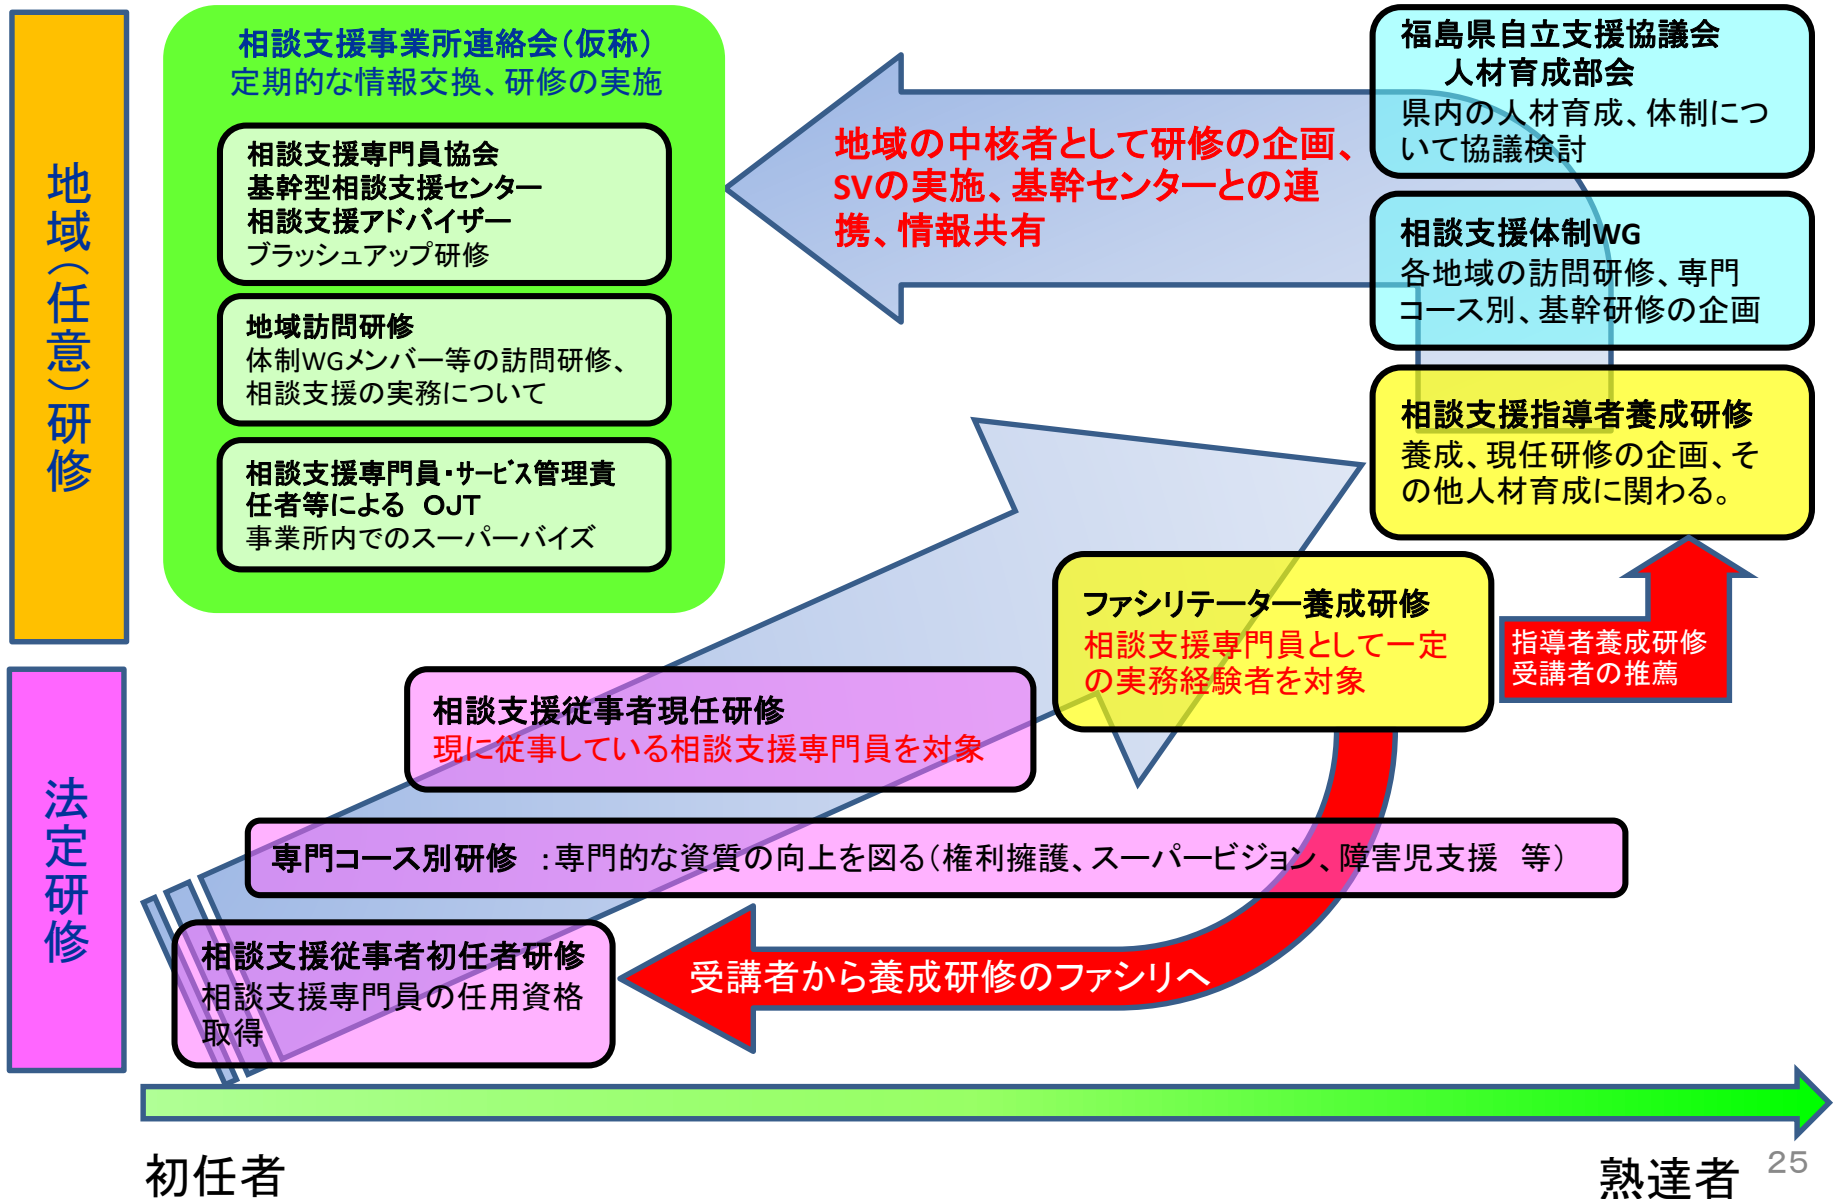 地域（任意）研修
法定研修
相談支援事業所連絡会（仮称）
定期的な情報交換、研修の実施
相談支援専門員協会
基幹型相談支援センター
相談支援アドバイザー
ブラッシュアップ研修
地域訪問研修
体制WGメンバー等の訪問研修、
相談支援の実務について
相談支援専門員・サービス管理責
任者等による　OJT
事業所内でのスーパーバイズ
地域の中核者として研修の企画、
SVの実施、基幹センターとの連
携、情報共有
福島県自立支援協議会
人材育成部会
県内の人材育成、体制につ
いて協議検討
相談支援体制WG
各地域の訪問研修、専門
コース別、基幹研修の企画
相談支援指導者養成研修
養成、現任研修の企画、そ
の他人材育成に関わる。
ファシリテーター養成研修
相談支援専門員として一定
の実務経験者を対象
指導者養成研修
受講者の推薦
相談支援従事者現任研修
現に従事している相談支援専門員を対象
専門コース別研修　：専門的な資質の向上を図る（権利擁護、スーパービジョン、障害児支援　等）
相談支援従事者初任者研修
相談支援専門員の任用資格
取得
受講者から養成研修のファシリへ
初任者
熟達者
25